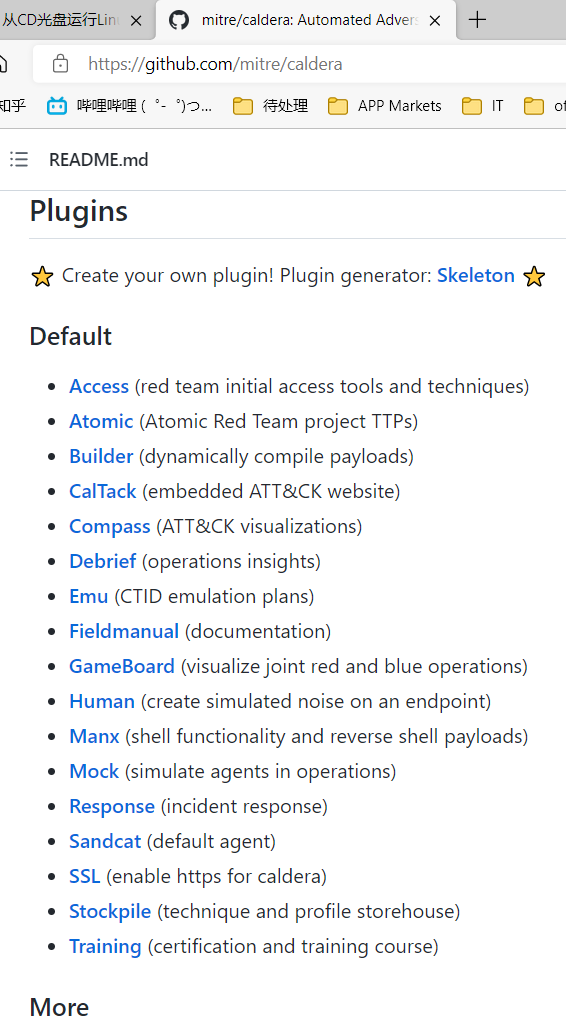 从CD光盘运行Lin
mitre/caldera: Automated Advers
https://github.com/mitre/caldera
知乎
哔哩哔哩 (゜-゜)つ...
待处理
APP Markets
IT
of
README.md
Plugins
Create your own plugin! Plugin generator: Skeleton
Default
Access (red team initial access tools and techniques)
Atomic (Atomic Red Team project TTPs)
Builder (dynamically compile payloads)
CalTack (embedded ATT&CK website)
Compass (ATT&CK visualizations)
Debrief (operations insights)
Emu (CTID emulation plans)
Fieldmanual (documentation)
GameBoard (visualize joint red and blue operations)
Human (create simulated noise on an endpoint)
Manx (shell functionality and reverse shell payloads)
Mock (simulate agents in operations)
Response (incident response)
Sandcat (default agent)
SSL (enable https for caldera)
Stockpile (technique and profile storehouse)
Training (certification and training course)
More